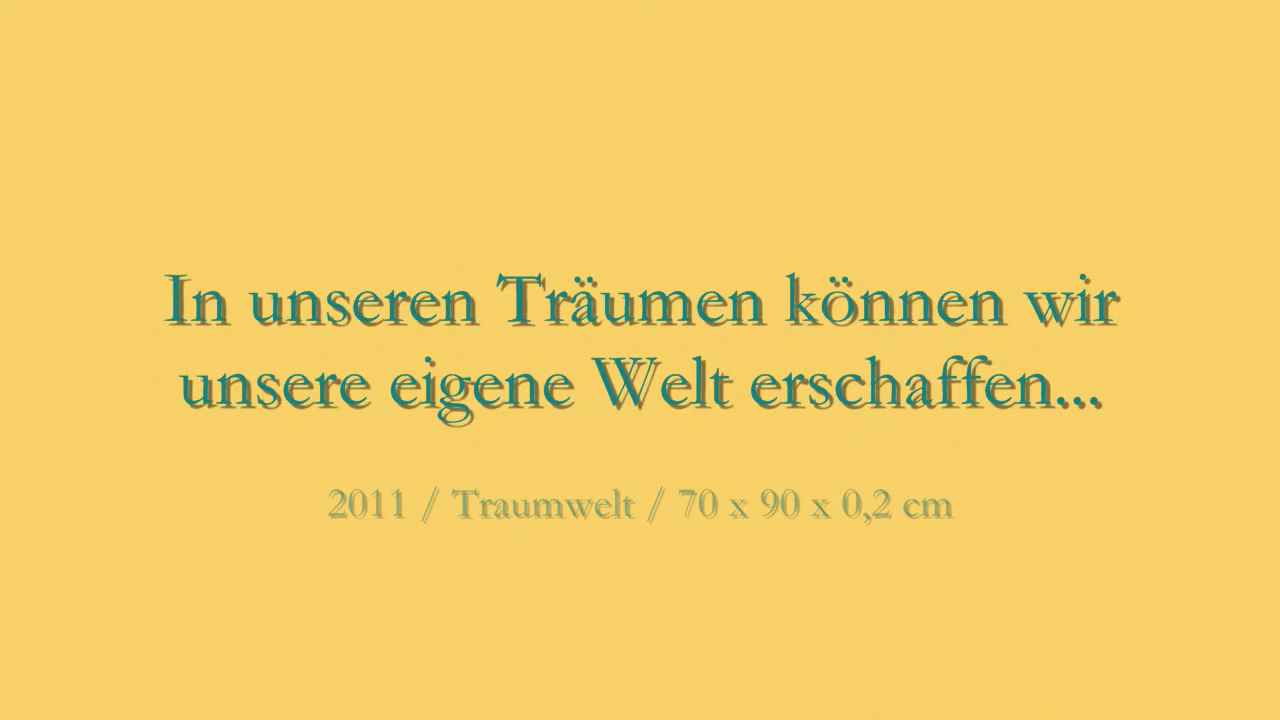 In unseren Träumen können wir
unsere eigene Welt erschaffen...
2011 / Traumwelt / 70 x 90 x 0,2 cm